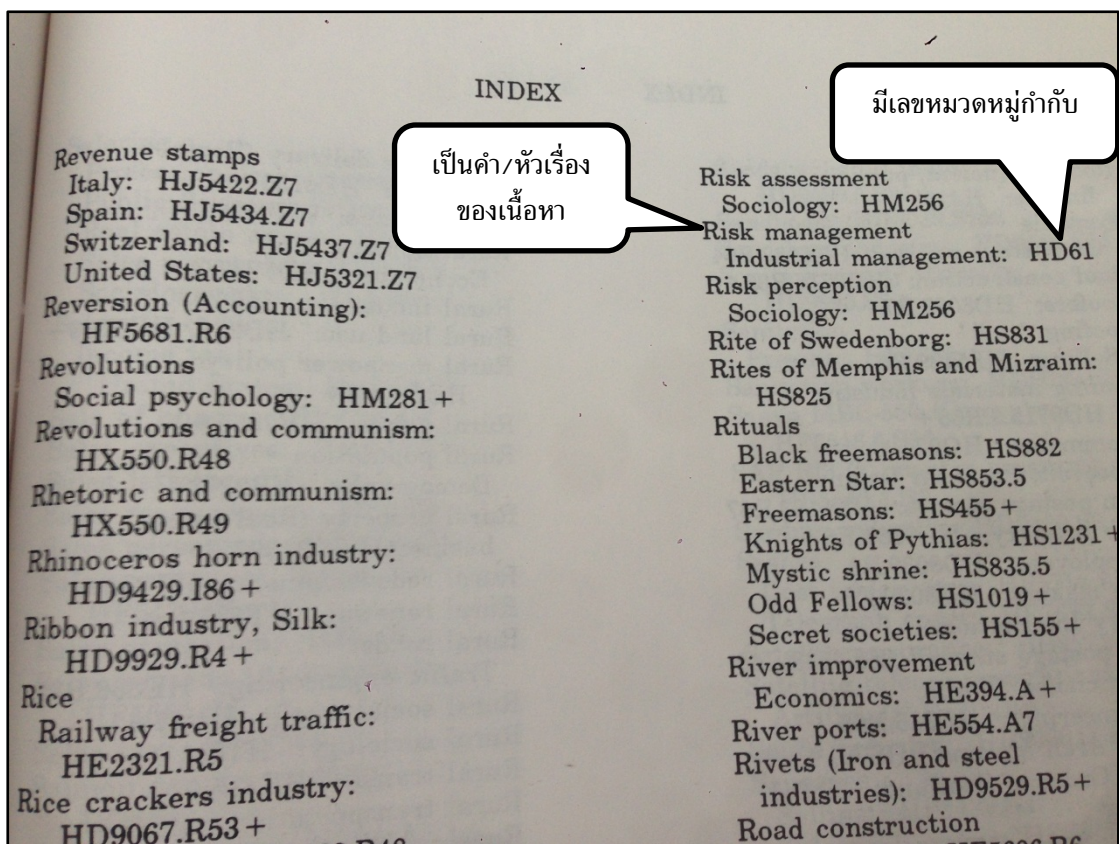 INDEX
มีเลขหมวดหมู่กำกับ
เป็นคำ/หัวเรื่อง
ของเนื้อหา
Revenue stamps
Italy: HJ5422.Z7
Spain: HJ5434.Z7
Switzerland: HJ5437.Z7
United States: HJ5321.Z7
Reversion (Accounting):
HF5681.R6
Revolutions
Social psychology: HM281+
Revolutions and communism:
HX550.R48
Rhetoric and communism:
HX550.R49
Rhinoceros horn industry:
HD9429.I86+
Ribbon industry, Silk:
HD9929.R4+
Rice
Railway freight traffic:
HE2321.R5
Rice crackers industry:
HD9067.R53+
Risk assessment
Sociology: HM256
Risk management
Industrial management: HD61
Risk perception
Sociology: HM256
Rite of Swedenborg: HS831
Rites of Memphis and Mizraim:
HS825
Rituals
Black freemasons: HS882
Eastern Star: HS853.5
Freemasons: HS455+
Knights of Pythias: HS1231+
Mystic shrine: HS835.5
Odd Fellows: HS1019+
Secret societies: HS155+
River improvement
Economics: HE394.A+
River ports: HE554.A7
Rivets (Iron and steel
industries): HD9529.R5+
Road construction